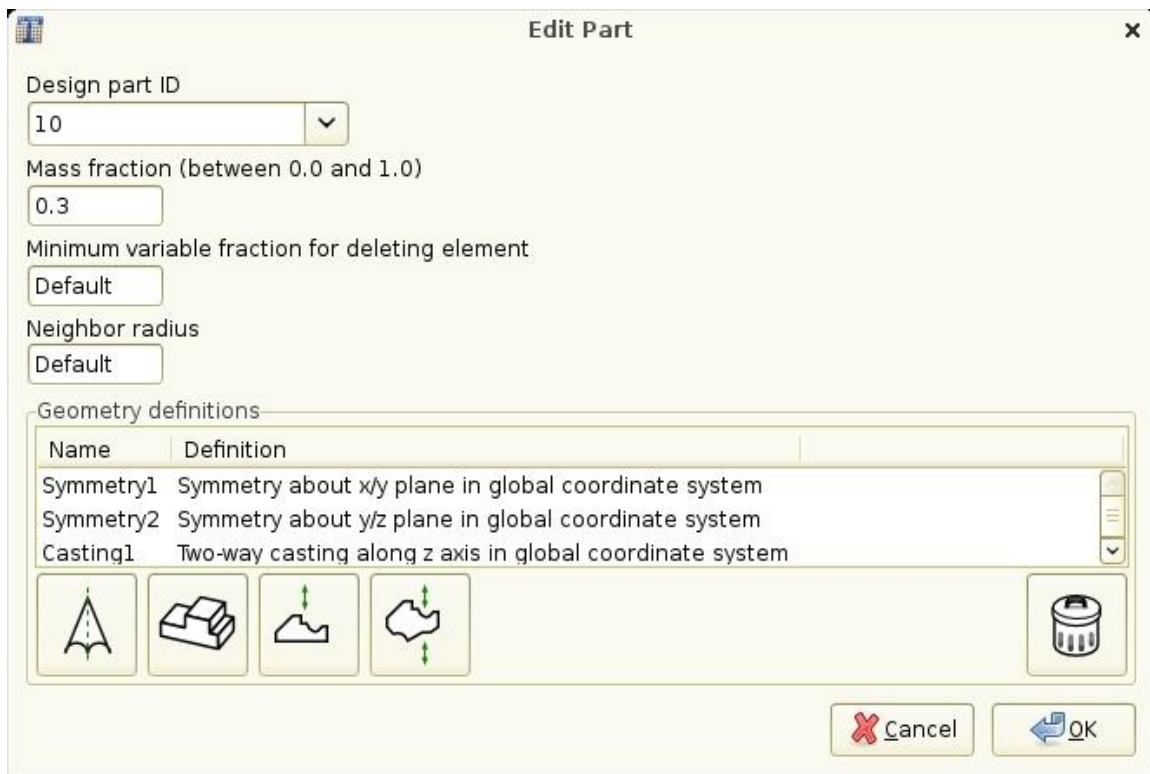 Edit Part
Design part ID
10
Mass fraction (between 0.0 and 1.0)
0.3
Minimum variable fraction for deleting element
Default
Neighbor radius
Default
Geometry definitions
Name Definition
Symmetry1 Symmetry about x/y plane in global coordinate system
Symmetry2 Symmetry about y/z plane in global coordinate system
Casting1 Two-way casting along z axis in global coordinate system
Cancel OK